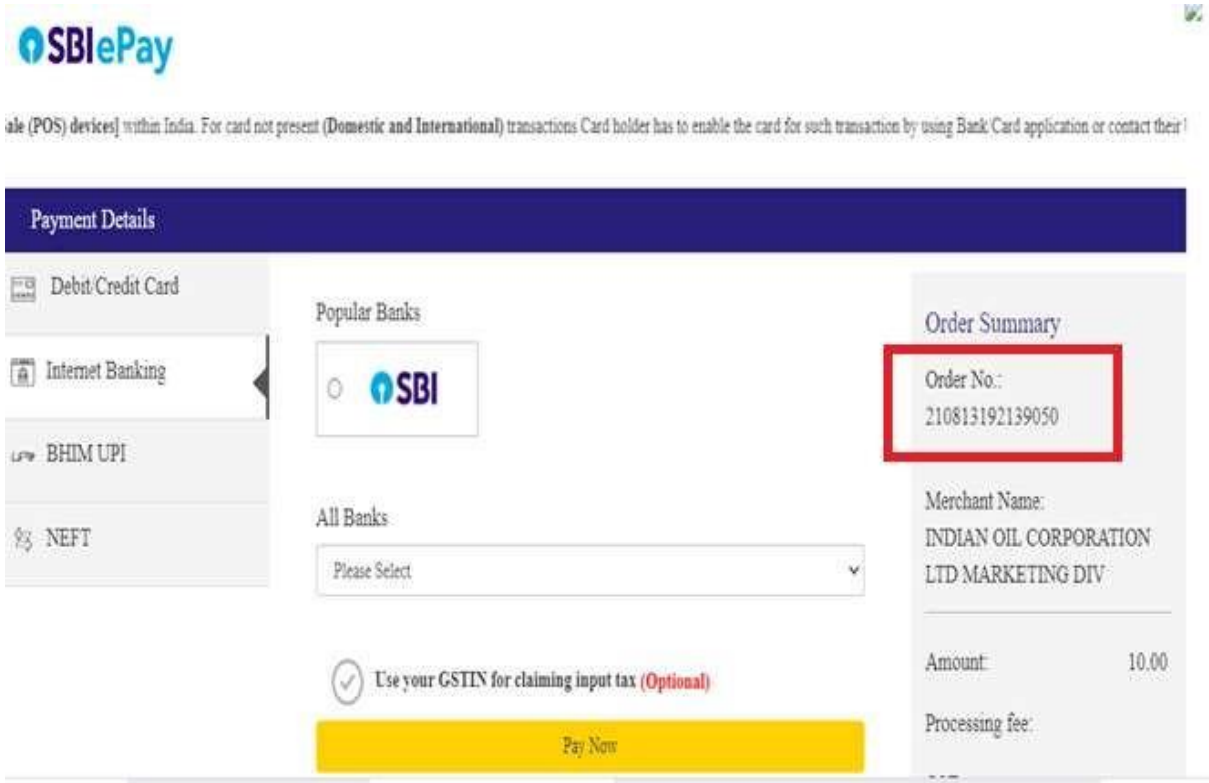 SBI ePay
ale (POS) devices] within India. For card not present (Domestic and International) transactions Card holder has to enable the card for such transaction by using Bank/Card application or contact their
Payment Details
Debit/Credit Card
Internet Banking
BHIM UPI
NEFT
Popular Banks
SBI
All Banks
Please Select
Use your GSTIN for claiming input tax (Optional)
Pay Now
Order Summary
Order No.:
210813192139050
Merchant Name:
INDIAN OIL CORPORATION
LTD MARKETING DIV
Amount: 10.00
Processing fee: